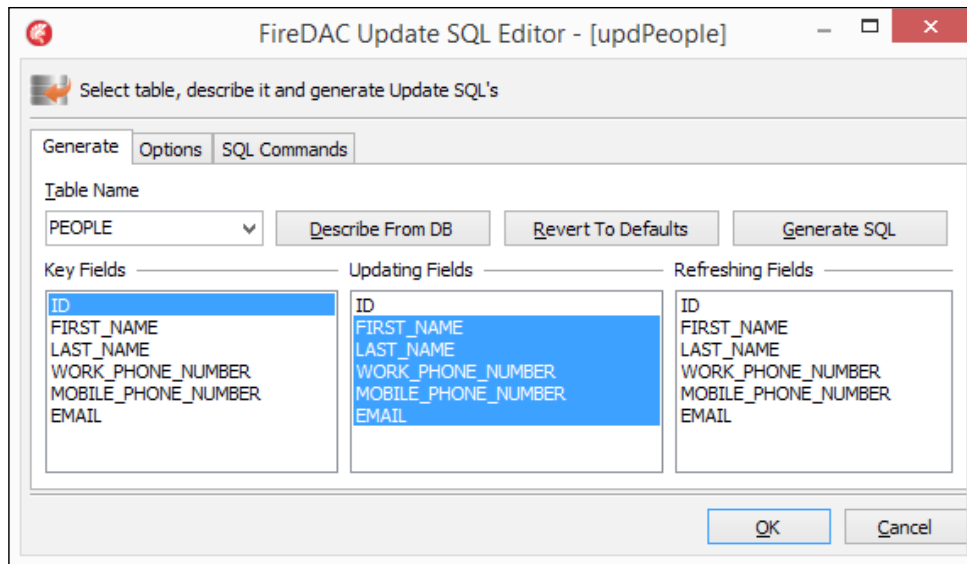 FireDAC Update SQL Editor - [updPeople]
Select table, describe it and generate Update SQL's
Generate Options SQL Commands
Table Name
PEOPLE Describe From DB Revert To Defaults Generate SQL
Key Fields Updating Fields Refreshing Fields
ID ID ID
FIRST_NAME FIRST_NAME FIRST_NAME
LAST_NAME LAST_NAME LAST_NAME
WORK_PHONE_NUMBER WORK_PHONE_NUMBER WORK_PHONE_NUMBER
MOBILE_PHONE_NUMBER MOBILE_PHONE_NUMBER MOBILE_PHONE_NUMBER
EMAIL EMAIL EMAIL
OK Cancel